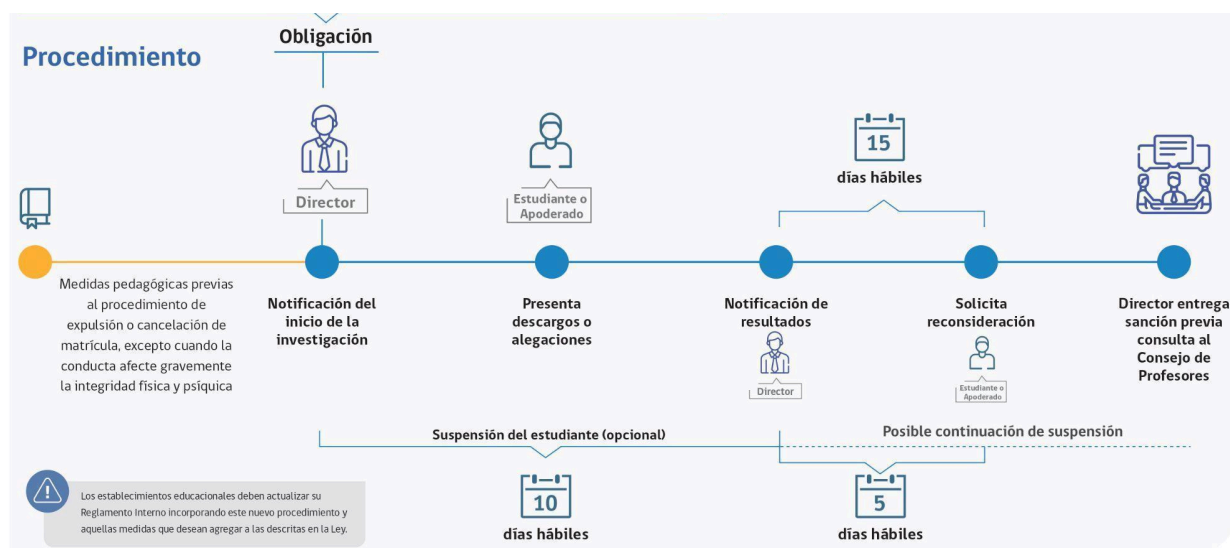 Procedimiento
Obligación
Director
Estudiante o
Apoderado
15
días hábiles
Medidas pedagógicas previas
al procedimiento de
expulsión o cancelación de
matrícula, excepto cuando la
conducta afecte gravemente
la integridad física y psíquica
Notificación del
inicio de la
investigación
Presenta
descargos o
alegaciones
Notificación de
resultados
Director
Solicita
reconsideración
Estudiante o
Apoderado
Director entrega
sanción previa
consulta al
Consejo de
Profesores
Suspensión del estudiante (opcional)
Posible continuación de suspensión
10
días hábiles
5
días hábiles
Los establecimientos educacionales deben actualizar su
Reglamento Interno incorporando este nuevo procedimiento y
aquellas medidas que desean agregar a las descritas en la Ley.